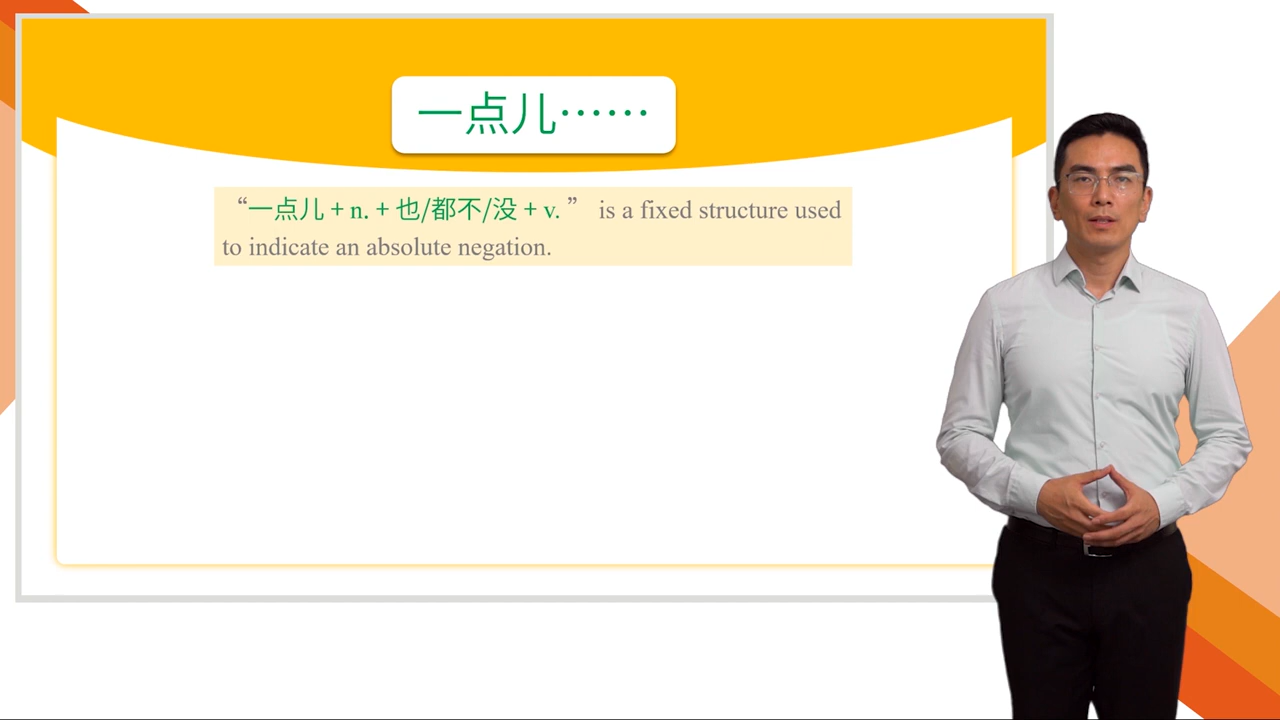 一点儿……
“一点儿 + n. + 也/都不/没 + v. ” is a fixed structure used
to indicate an absolute negation.